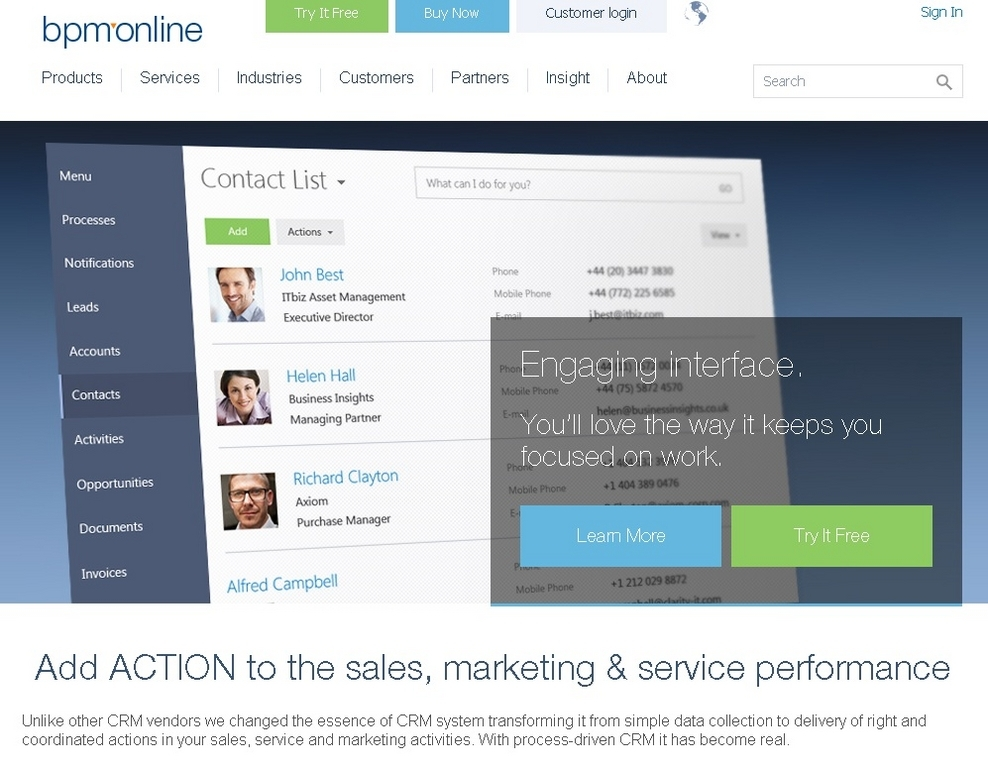 Try It Free
Buy Now
Customer login
Sign In
bpm'online
Products
Services
Industries
Customers
Partners
Insight
About
Search
Menu
Processes
Notifications
Leads
Accounts
Contacts
Activities
Opportunities
Documents
Invoices
Contact List
What can I do for you?
GO
Add
Actions
View
John Best
ITbiz Asset Management
Executive Director
Phone +44 (20) 3447 3830
Mobile Phone +44 (772) 225 6585
E-mail j.best@itbiz.com
Helen Hall
Business Insights
Managing Partner
Phone
Mobile Phone +44 (75) 5872 4570
E-mail helen@businessinsights.co.uk
Richard Clayton
Axiom
Purchase Manager
Phone
Mobile Phone +1 404 389 0476
Alfred Campbell
Phone
Mobile Phone +1 212 029 8872
Engaging interface.
You'll love the way it keeps you
focused on work.
Learn More
Try It Free
Add ACTION to the sales, marketing & service performance
Unlike other CRM vendors we changed the essence of CRM system transforming it from simple data collection to delivery of right and
coordinated actions in your sales, service and marketing activities. With process-driven CRM it has become real.